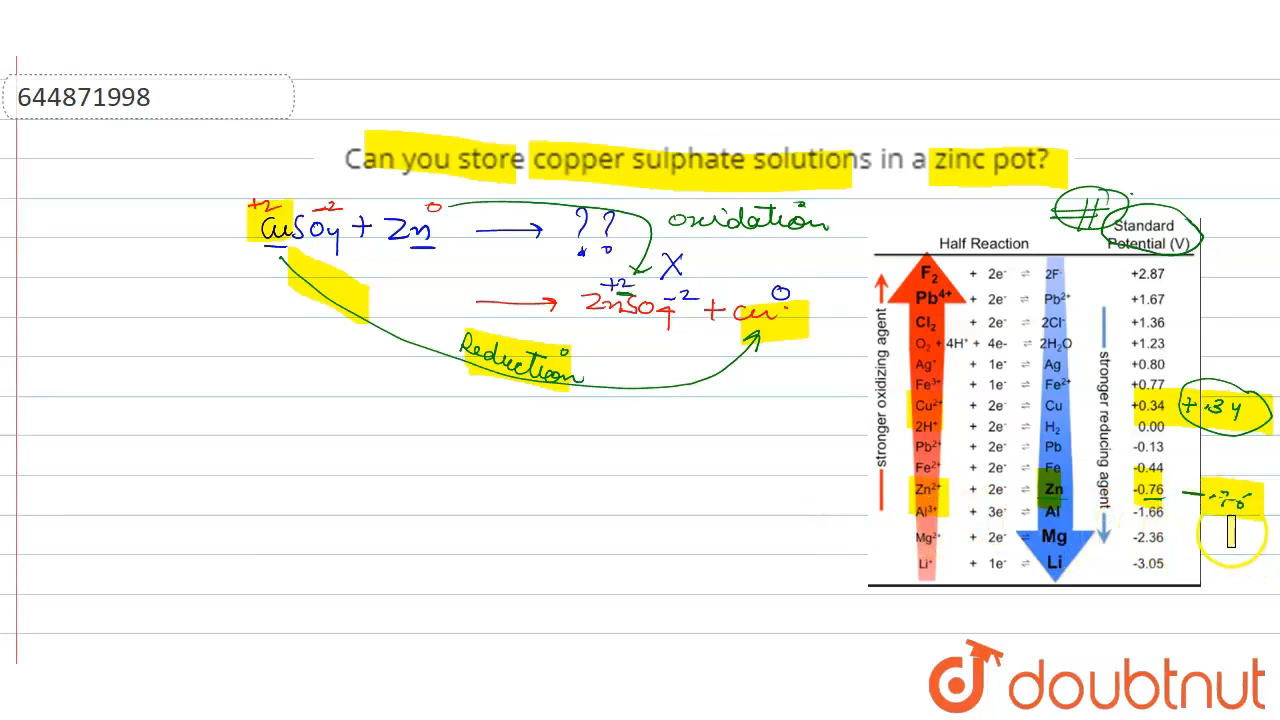 644871998
Can you store copper sulphate solutions in a zinc pot?
+2 -2 0
CuSO4 + Zn ⟶ ?? oxidation
X
+2 -2 0
⟶ ZnSO4 + Cu
Reduction
#
Half Reaction Standard Potential (V)
F2 + 2e- ⇌ 2F- +2.87
Pb4+ + 2e- ⇌ Pb2+ +1.67
Cl2 + 2e- ⇌ 2Cl- +1.36
O2 + 4H+ + 4e- ⇌ 2H2O +1.23
Ag+ + 1e- ⇌ Ag +0.80
Fe3+ + 1e- ⇌ Fe2+ +0.77
Cu2+ + 2e- ⇌ Cu +0.34 +.34
2H+ + 2e- ⇌ H2 0.00
Pb2+ + 2e- ⇌ Pb -0.13
Fe2+ + 2e- ⇌ Fe -0.44
Zn2+ + 2e- ⇌ Zn -0.76 -.76
Al3+ + 3e- ⇌ Al -1.66
Mg2+ + 2e- ⇌ Mg -2.36
Li+ + 1e- ⇌ Li -3.05
stronger oxidizing agent
stronger reducing agent
doubtnut